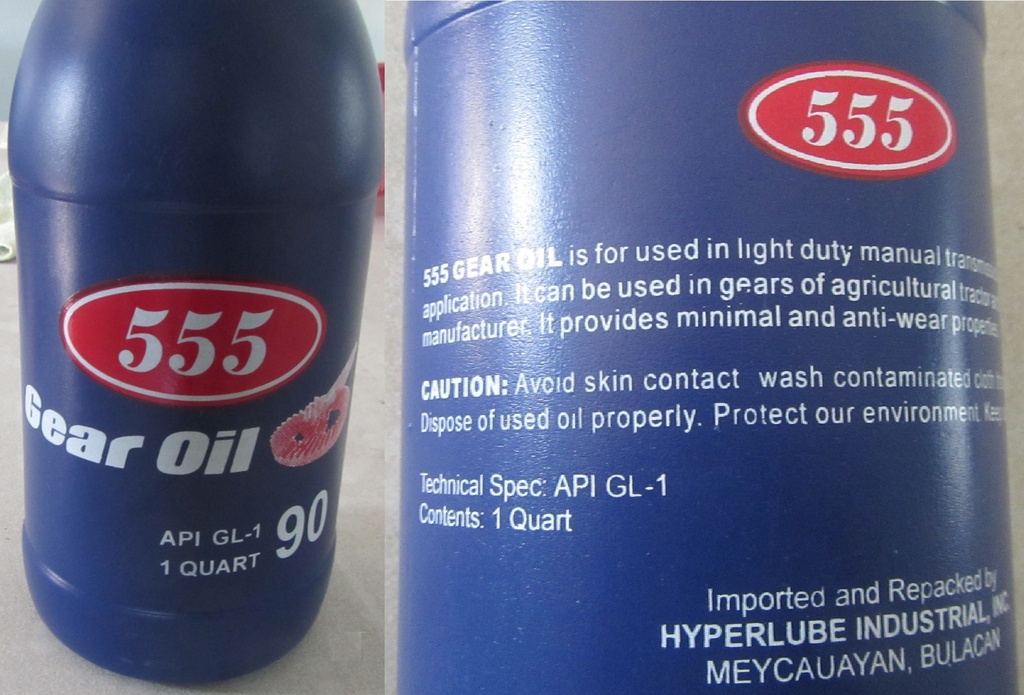 555
Gear Oil
API GL-1
1 QUART
90
555
555 GEAR OIL is for used in light duty manual
application. It can be used in gears of agricultural tractor
manufacturer. It provides minimal and anti-wear
CAUTION: Avoid skin contact wash contaminated cloth
Dispose of used oil properly. Protect our environment.
Technical Spec: API GL-1
Contents: 1 Quart
Imported and Repacked by
HYPERLUBE INDUSTRIAL, INC.
MEYCAUAYAN, BULACAN